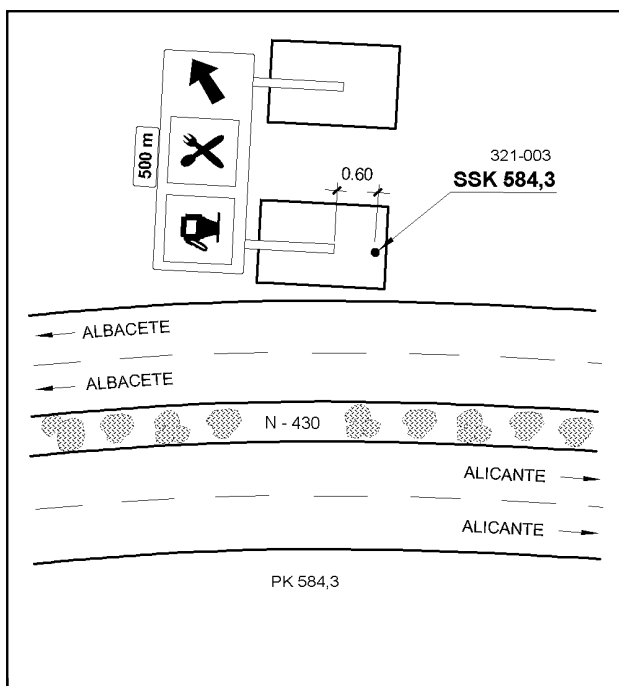 500 m
0.60
321-003
SSK 584,3
ALBACETE
ALBACETE
N - 430
ALICANTE
ALICANTE
PK 584,3